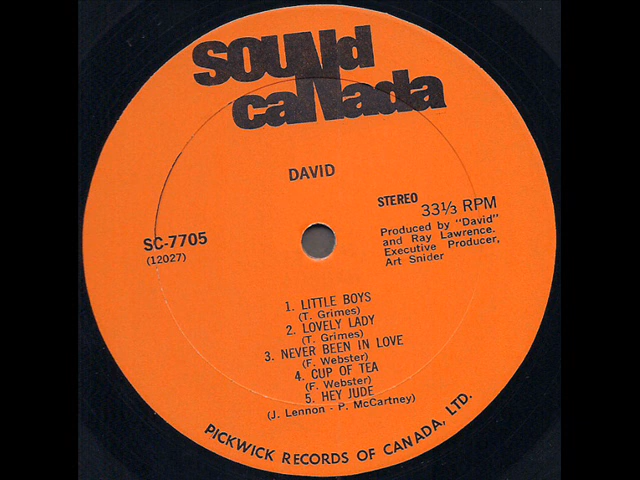 SOUNd
caNada
DAVID
STEREO
33⅓ RPM
SC-7705
(12027)
Produced by "David"
and Ray Lawrence.
Executive Producer,
Art Snider
1. LITTLE BOYS
(T. Grimes)
2. LOVELY LADY
(T. Grimes)
3. NEVER BEEN IN LOVE
(F. Webster)
4. CUP OF TEA
(F. Webster)
5. HEY JUDE
(J. Lennon - P. McCartney)
PICKWICK RECORDS OF CANADA, LTD.